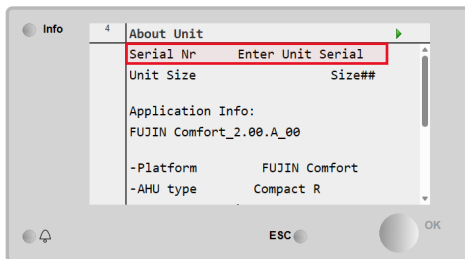 Info
4
About Unit
Serial Nr Enter Unit Serial
Unit Size Size##
Application Info:
FUJIN Comfort_2.00.A_00
-Platform FUJIN Comfort
-AHU type Compact R
ESC
OK